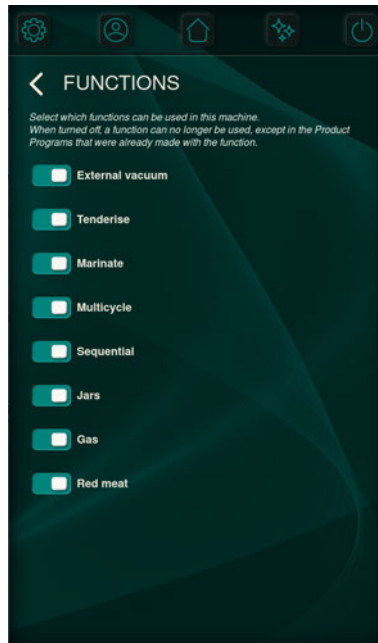 FUNCTIONS
Select which functions can be used in this machine.
When turned off, a function can no longer be used, except in the Product
Programs that were already made with the function.
External vacuum
Tenderise
Marinate
Multicycle
Sequential
Jars
Gas
Red meat